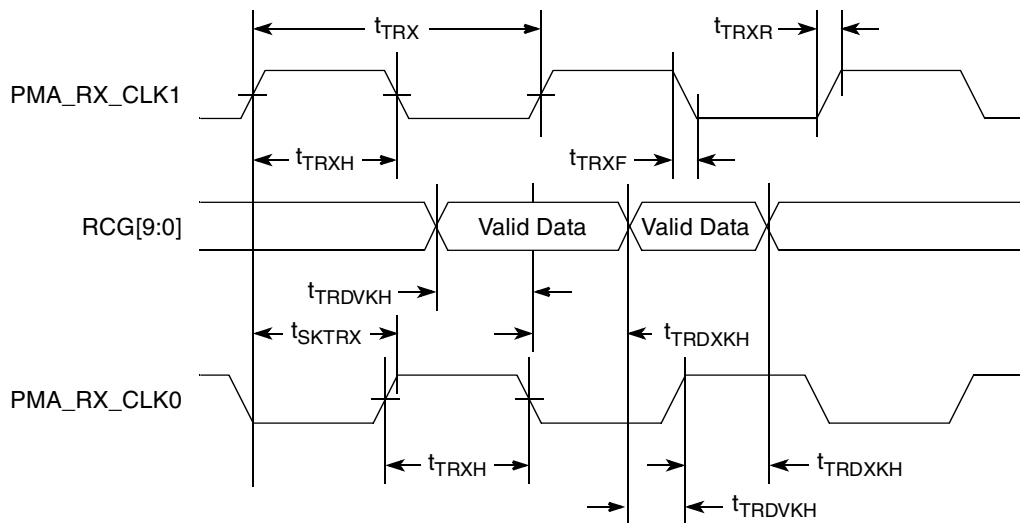 tTRX
tTRXR
PMA_RX_CLK1
tTRXH
tTRXF
RCG[9:0]
Valid Data
Valid Data
tTRDVKH
tSKTRX
tTRDXKH
PMA_RX_CLK0
tTRXH
tTRDXKH
tTRDVKH